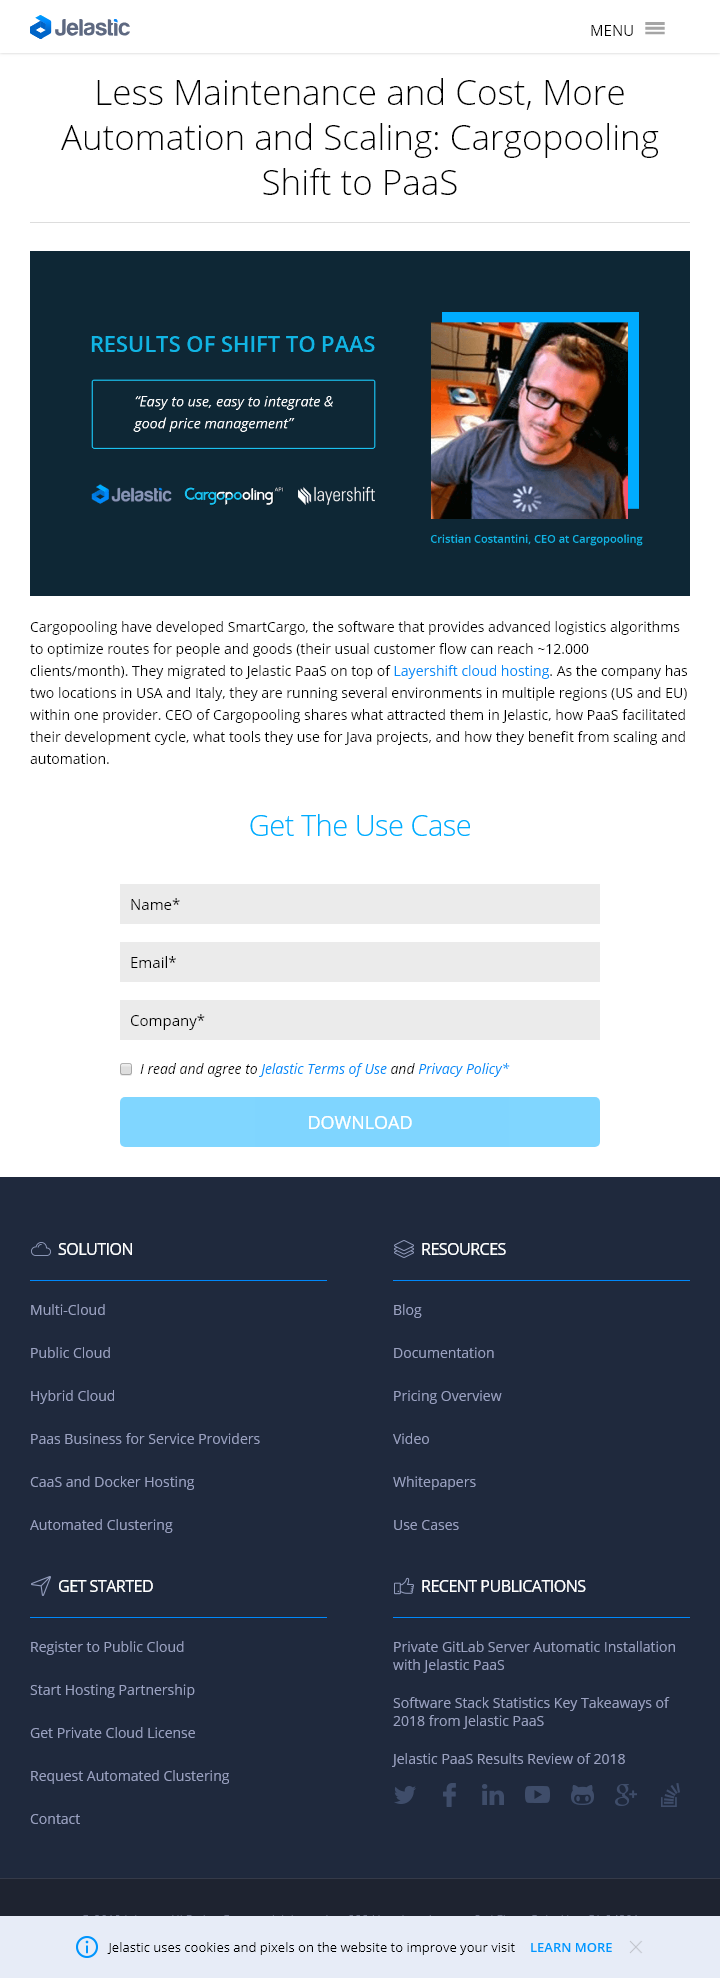 Jelastic
MENU
Less Maintenance and Cost, More
Automation and Scaling: Cargopooling
Shift to PaaS
RESULTS OF SHIFT TO PAAS
“Easy to use, easy to integrate &
good price management”
Jelastic
Cargopooling API
layershift
Cristian Costantini, CEO at Cargopooling
Cargopooling have developed SmartCargo, the software that provides advanced logistics algorithms
to optimize routes for people and goods (their usual customer flow can reach ~12.000
clients/month). They migrated to Jelastic PaaS on top of Layershift cloud hosting. As the company has
two locations in USA and Italy, they are running several environments in multiple regions (US and EU)
within one provider. CEO of Cargopooling shares what attracted them in Jelastic, how PaaS facilitated
their development cycle, what tools they use for Java projects, and how they benefit from scaling and
automation.
Get The Use Case
Name*
Email*
Company*
I read and agree to Jelastic Terms of Use and Privacy Policy*
DOWNLOAD
SOLUTION
Multi-Cloud
Public Cloud
Hybrid Cloud
Paas Business for Service Providers
CaaS and Docker Hosting
Automated Clustering
RESOURCES
Blog
Documentation
Pricing Overview
Video
Whitepapers
Use Cases
GET STARTED
Register to Public Cloud
Start Hosting Partnership
Get Private Cloud License
Request Automated Clustering
Contact
RECENT PUBLICATIONS
Private GitLab Server Automatic Installation
with Jelastic PaaS
Software Stack Statistics Key Takeaways of
2018 from Jelastic PaaS
Jelastic PaaS Results Review of 2018
Jelastic uses cookies and pixels on the website to improve your visit
LEARN MORE